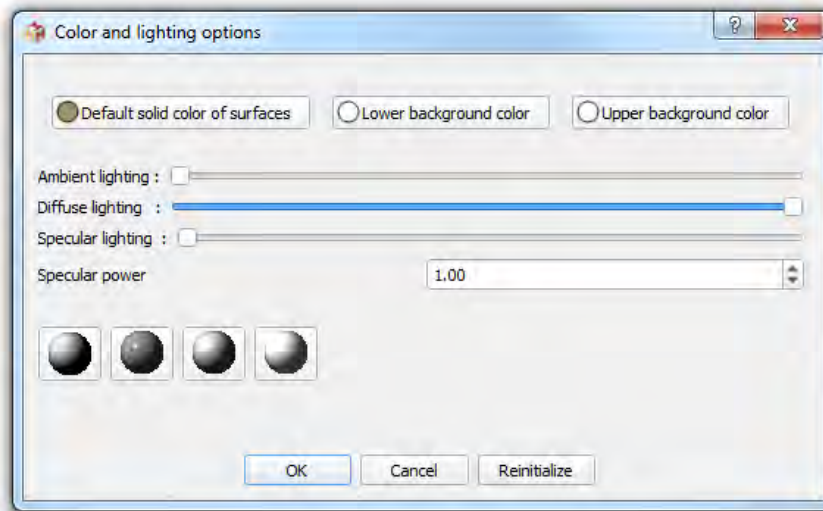 Color and lighting options
?
Default solid color of surfaces Lower background color Upper background color
Ambient lighting :
Diffuse lighting :
Specular lighting :
Specular power 1.00
OK Cancel Reinitialize